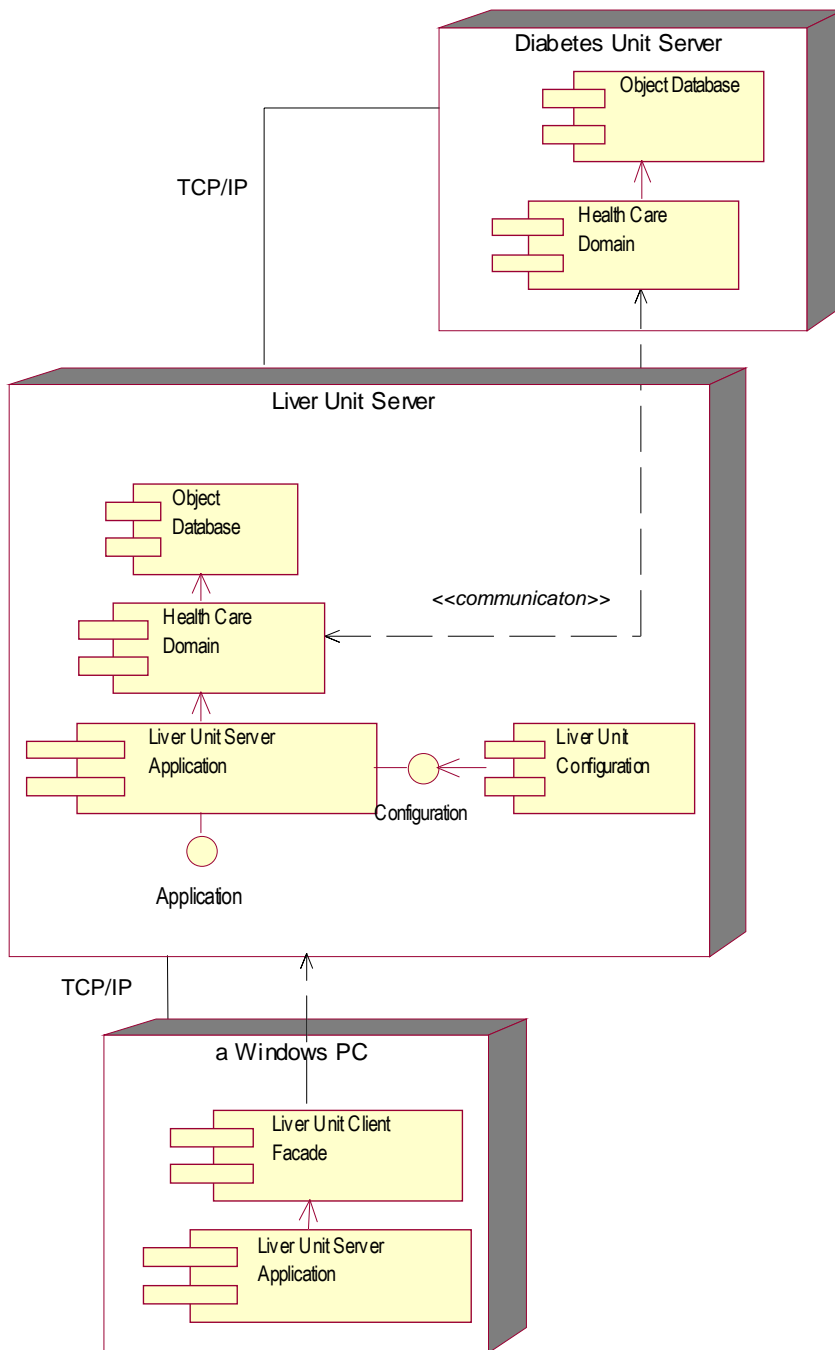 Diabetes Unit Server
Object Database
TCP/IP
Health Care
Domain
Liver Unit Server
Object
Database
<<communicaton>>
Health Care
Domain
Liver Unit Server
Application
Liver Unit
Configuration
Configuration
Application
TCP/IP
a Windows PC
Liver Unit Client
Facade
Liver Unit Server
Application